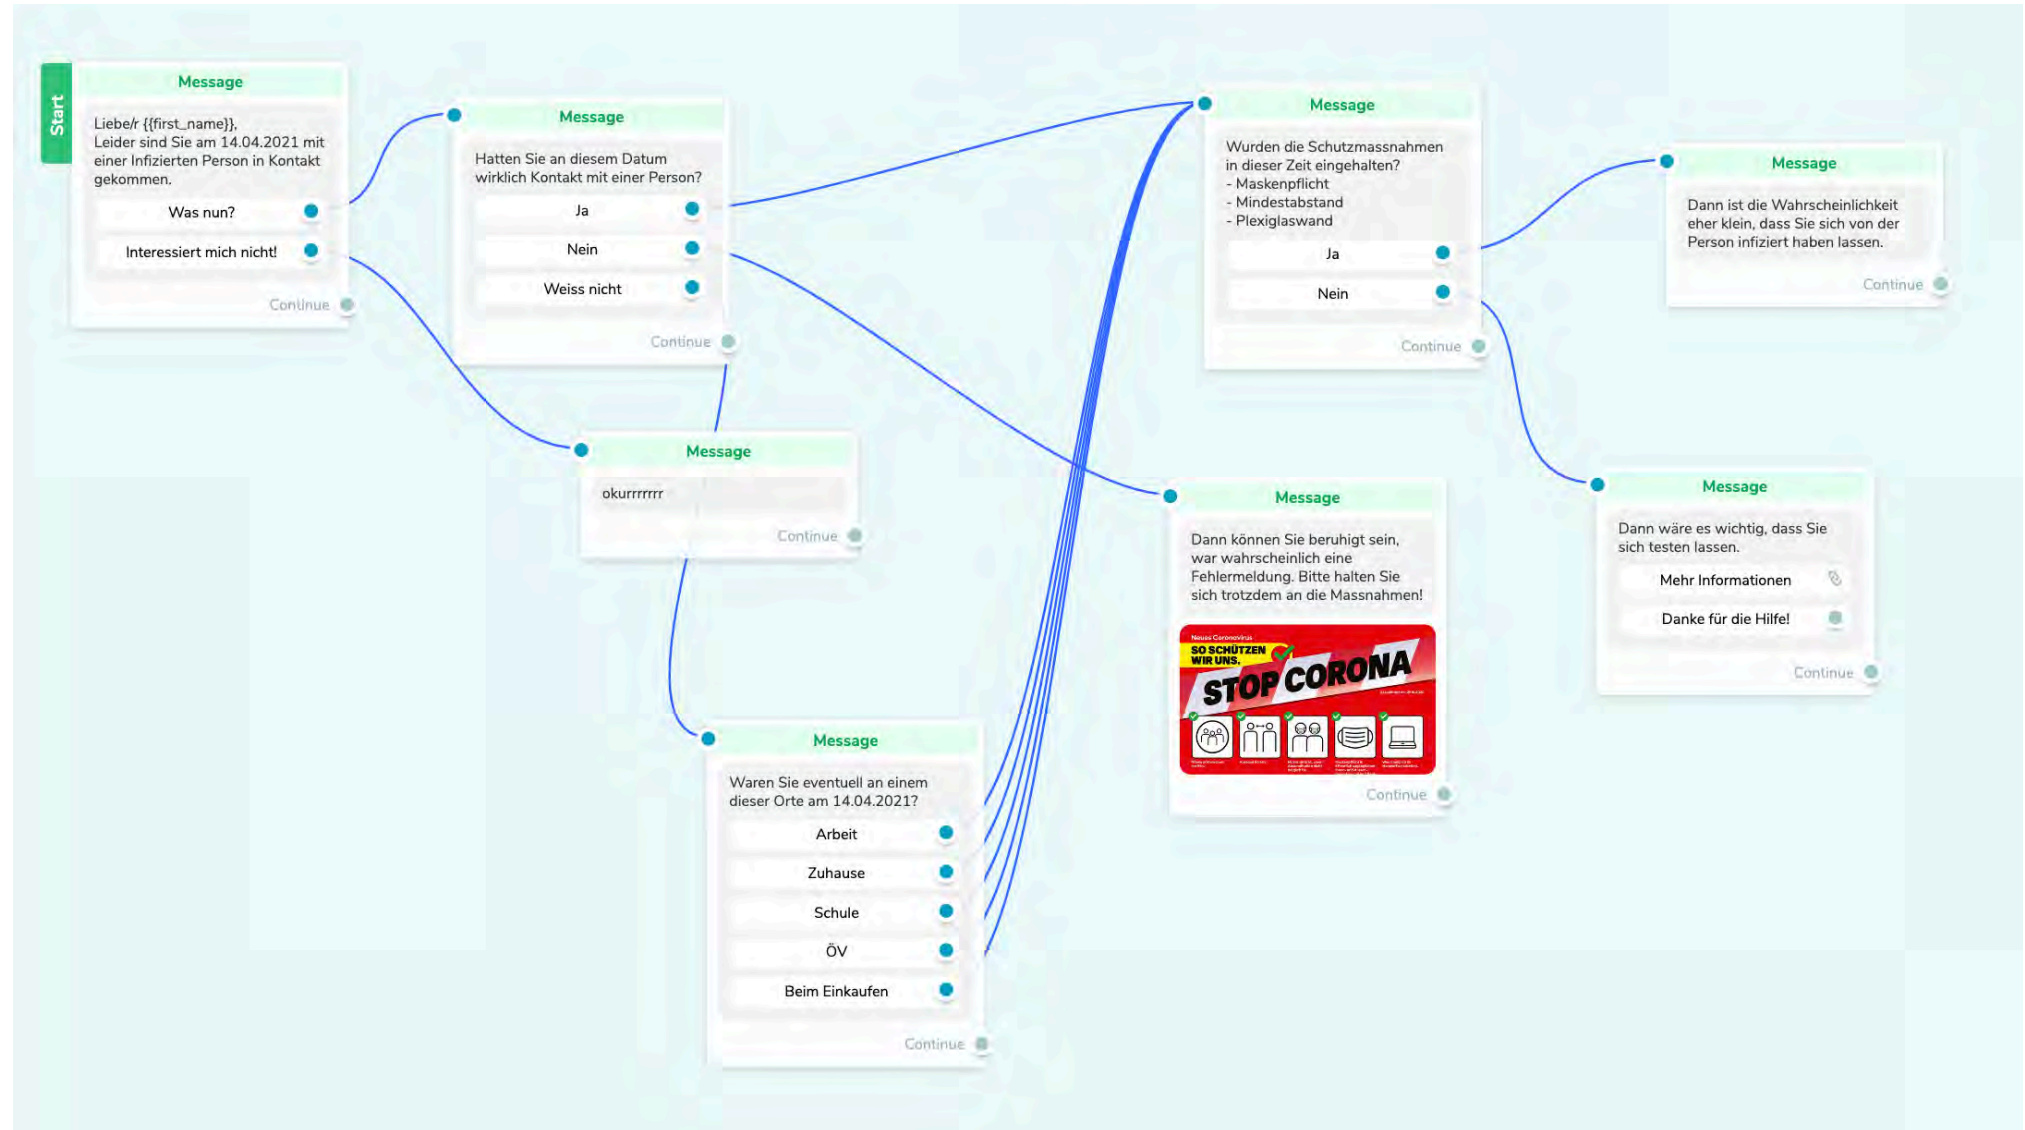 Start
Message
Liebe/r {{first_name}},
Leider sind Sie am 14.04.2021 mit
einer Infizierten Person in Kontakt
gekommen.
Was nun?
Interessiert mich nicht!
Continue
Message
Hatten Sie an diesem Datum
wirklich Kontakt mit einer Person?
Ja
Nein
Weiss nicht
Continue
Message
okurrrrrrr
Continue
Message
Waren Sie eventuell an einem
dieser Orte am 14.04.2021?
Arbeit
Zuhause
Schule
ÖV
Beim Einkaufen
Continue
Message
Wurden die Schutzmassnahmen
in dieser Zeit eingehalten?
- Maskenpflicht
- Mindestabstand
- Plexiglaswand
Ja
Nein
Continue
Message
Dann können Sie beruhigt sein,
war wahrscheinlich eine
Fehlermeldung. Bitte halten Sie
sich trotzdem an die Massnahmen!
Neues Coronavirus
SO SCHÜTZEN
WIR UNS.
STOP CORONA
Continue
Message
Dann ist die Wahrscheinlichkeit
eher klein, dass Sie sich von der
Person infiziert haben lassen.
Continue
Message
Dann wäre es wichtig, dass Sie
sich testen lassen.
Mehr Informationen
Danke für die Hilfe!
Continue